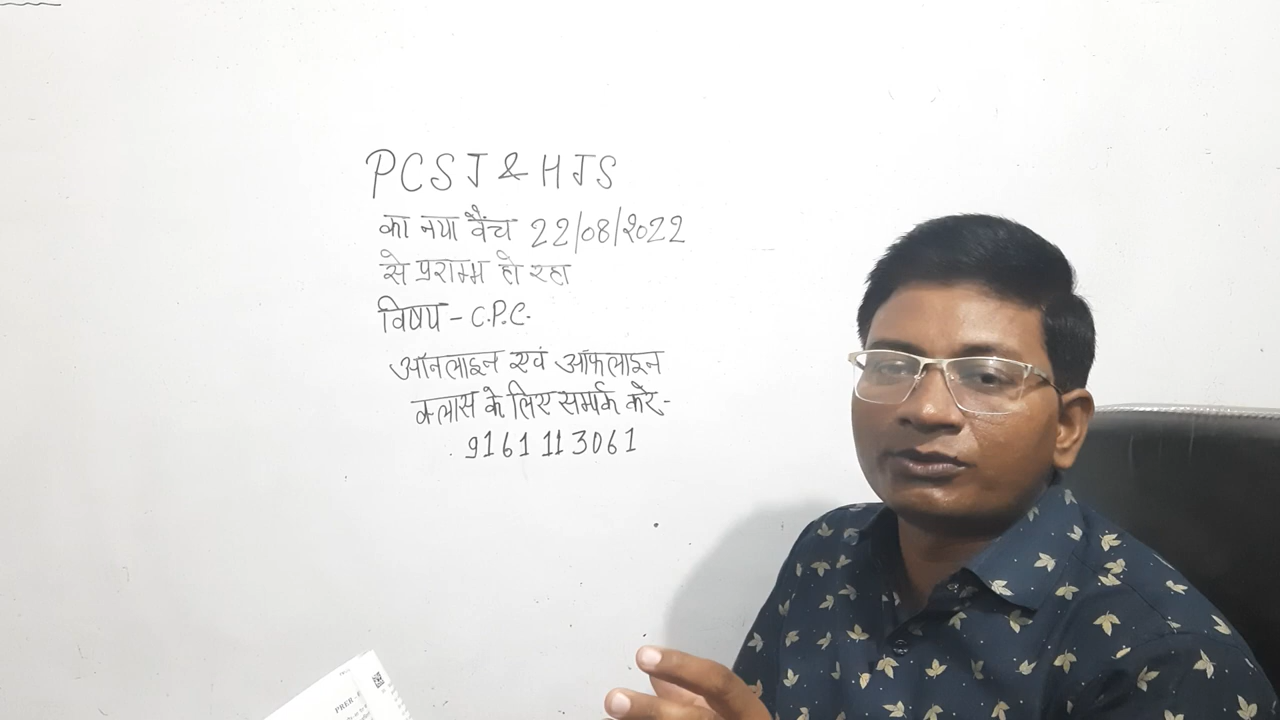 PCSJ & HJS
का नया बैंच 22/08/2022
से प्रारम्भ हो रहा
विषय - C.P.C.
ऑनलाइन एवं ऑफलाइन
क्लास के लिए सम्पर्क करे-
9161113061